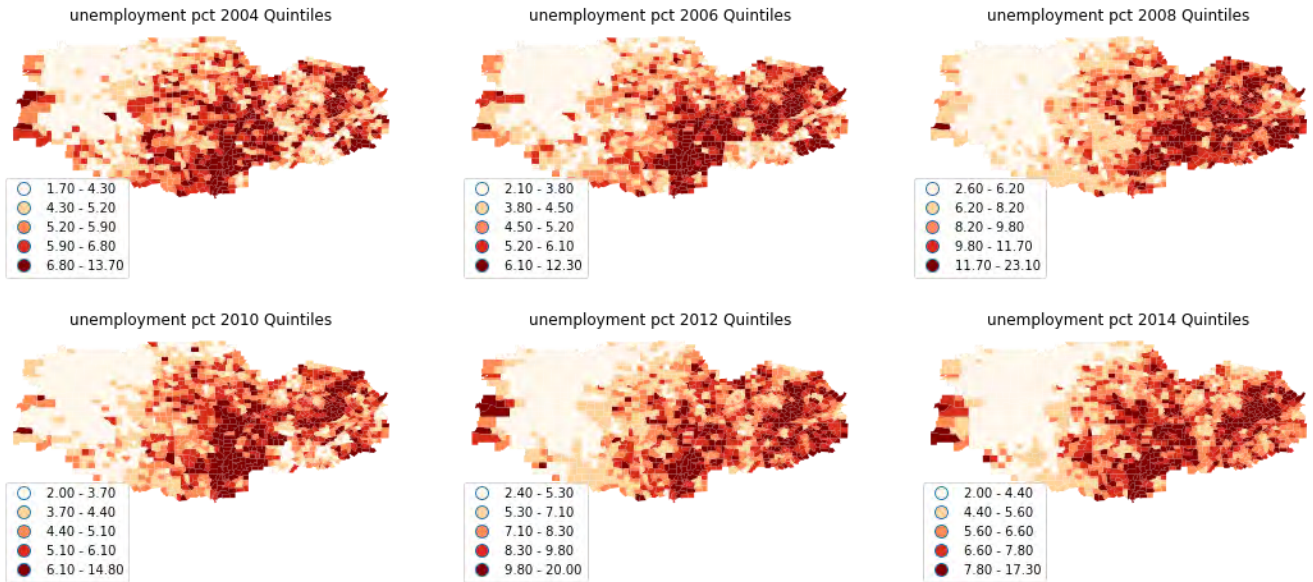 unemployment pct 2004 Quintiles
1.70 - 4.30
4.30 - 5.20
5.20 - 5.90
5.90 - 6.80
6.80 - 13.70
unemployment pct 2006 Quintiles
2.10 - 3.80
3.80 - 4.50
4.50 - 5.20
5.20 - 6.10
6.10 - 12.30
unemployment pct 2008 Quintiles
2.60 - 6.20
6.20 - 8.20
8.20 - 9.80
9.80 - 11.70
11.70 - 23.10
unemployment pct 2010 Quintiles
2.00 - 3.70
3.70 - 4.40
4.40 - 5.10
5.10 - 6.10
6.10 - 14.80
unemployment pct 2012 Quintiles
2.40 - 5.30
5.30 - 7.10
7.10 - 8.30
8.30 - 9.80
9.80 - 20.00
unemployment pct 2014 Quintiles
2.00 - 4.40
4.40 - 5.60
5.60 - 6.60
6.60 - 7.80
7.80 - 17.30